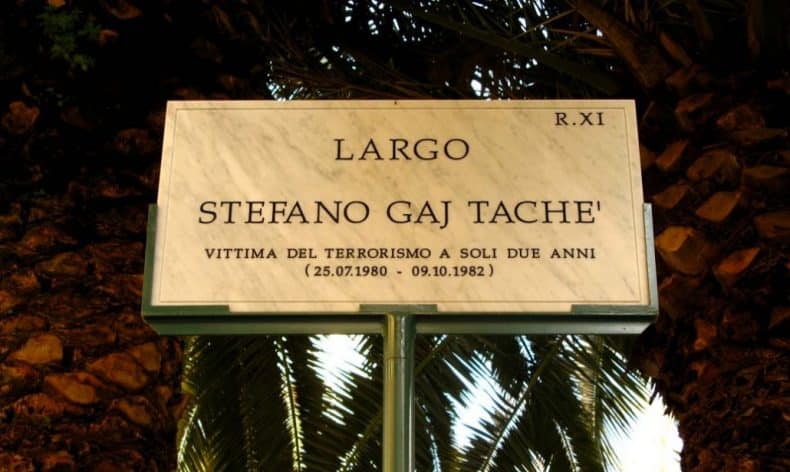 R.XI
LARGO
STEFANO GAJ TACHE'
VITTIMA DEL TERRORISMO A SOLI DUE ANNI
(25.07.1980 - 09.10.1982)